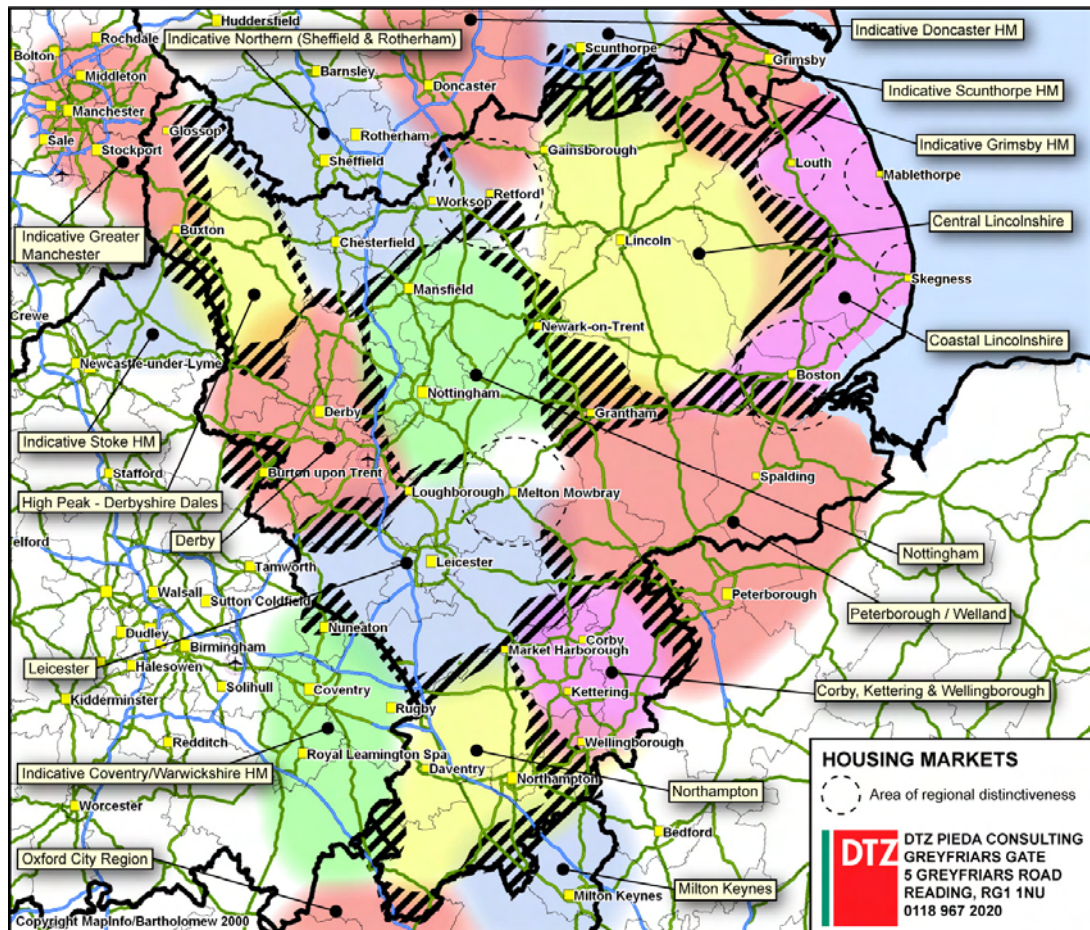 Huddersfield
Indicative Northern (Sheffield & Rotherham)
Indicative Doncaster HM
Rochdale
Bolton
Scunthorpe
Grimsby
Middleton
Barnsley
Doncaster
Indicative Scunthorpe HM
Manchester
Glossop
Rotherham
Sale
Stockport
Sheffield
Gainsborough
Indicative Grimsby HM
Louth
Mablethorpe
Retford
Worksop
Indicative Greater
Manchester
Buxton
Chesterfield
Lincoln
Central Lincolnshire
Mansfield
Skegness
Crewe
Newark-on-Trent
Coastal Lincolnshire
Newcastle-under-Lyme
Boston
Nottingham
Derby
Grantham
Indicative Stoke HM
Stafford
Burton upon Trent
Spalding
High Peak - Derbyshire Dales
Loughborough
Melton Mowbray
Derby
Nottingham
elford
Tamworth
Leicester
Walsall
Sutton Coldfield
Peterborough
Peterborough / Welland
Dudley
Nuneaton
Birmingham
Corby
Market Harborough
Leicester
Halesowen
Solihull
Coventry
Kettering
Corby, Kettering & Wellingborough
Kidderminster
Rugby
Redditch
Royal Leamington Spa
Wellingborough
Indicative Coventry/Warwickshire HM
Daventry
Northampton
Northampton
Worcester
Bedford
Oxford City Region
Milton Keynes
Milton Keynes
HOUSING MARKETS
Area of regional distinctiveness
DTZ
DTZ PIEDA CONSULTING
GREYFRIARS GATE
5 GREYFRIARS ROAD
READING, RG1 1NU
0118 967 2020
Copyright MapInfo/Bartholomew 2000